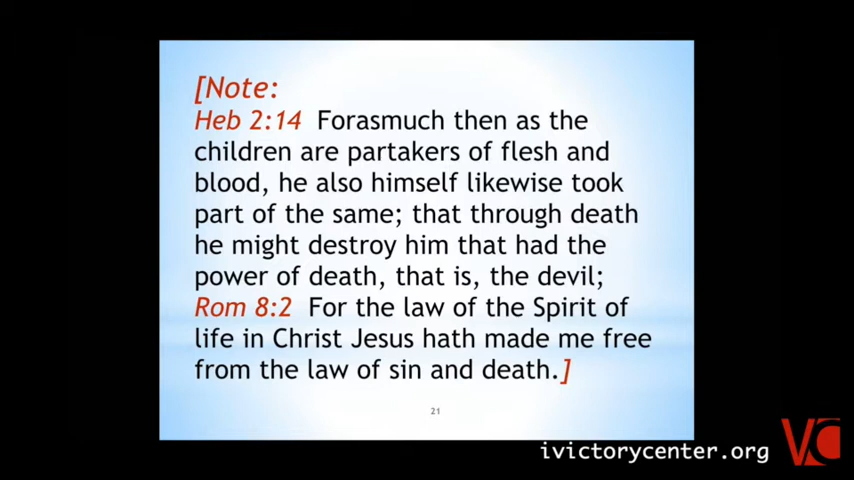 [Note:
Heb 2:14 Forasmuch then as the
children are partakers of flesh and
blood, he also himself likewise took
part of the same; that through death
he might destroy him that had the
power of death, that is, the devil;
Rom 8:2 For the law of the Spirit of
life in Christ Jesus hath made me free
from the law of sin and death.]
21
ivictorycenter.org
VC